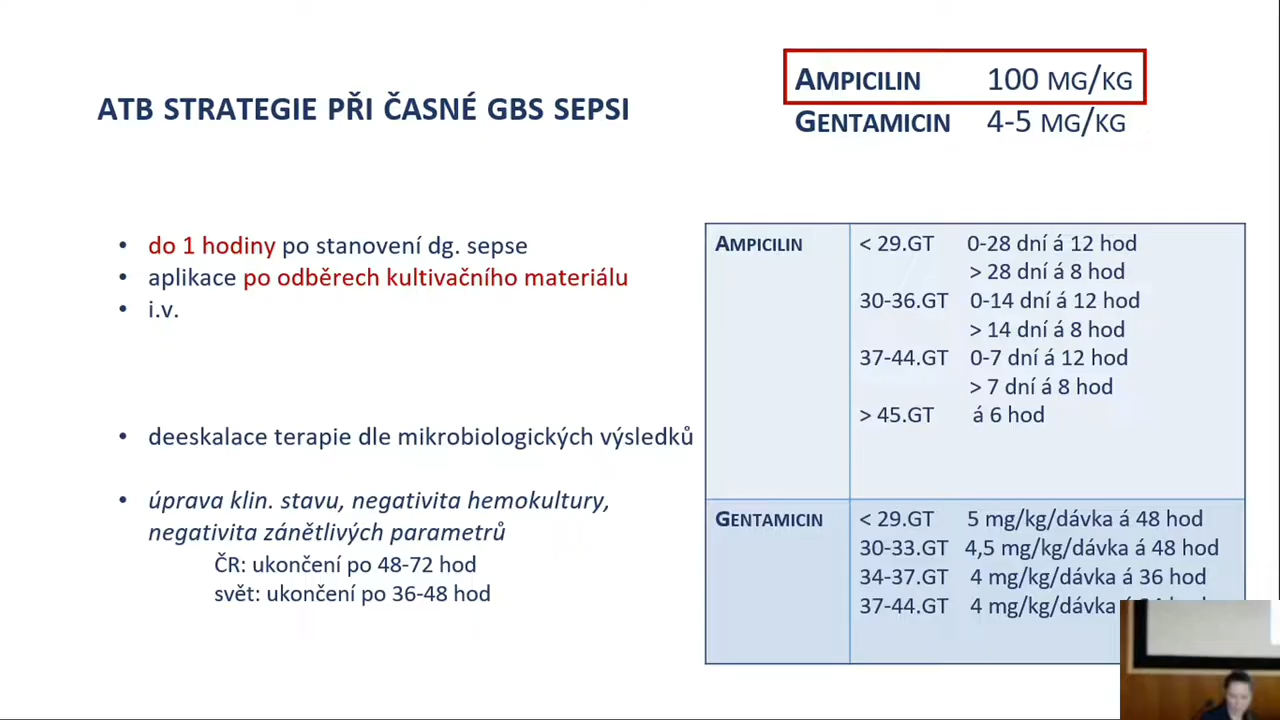 ATB STRATEGIE PŘI ČASNÉ GBS SEPSI
AMPICILIN 100 MG/KG
GENTAMICIN 4-5 MG/KG
• do 1 hodiny po stanovení dg. sepse
• aplikace po odběrech kultivačního materiálu
• i.v.
• deeskalace terapie dle mikrobiologických výsledků
• úprava klin. stavu, negativita hemokultury,
negativita zánětlivých parametrů
ČR: ukončení po 48-72 hod
svět: ukončení po 36-48 hod
AMPICILIN < 29.GT 0-28 dní á 12 hod
> 28 dní á 8 hod
30-36.GT 0-14 dní á 12 hod
> 14 dní á 8 hod
37-44.GT 0-7 dní á 12 hod
> 7 dní á 8 hod
> 45.GT á 6 hod
GENTAMICIN < 29.GT 5 mg/kg/dávka á 48 hod
30-33.GT 4,5 mg/kg/dávka á 48 hod
34-37.GT 4 mg/kg/dávka á 36 hod
37-44.GT 4 mg/kg/dávka